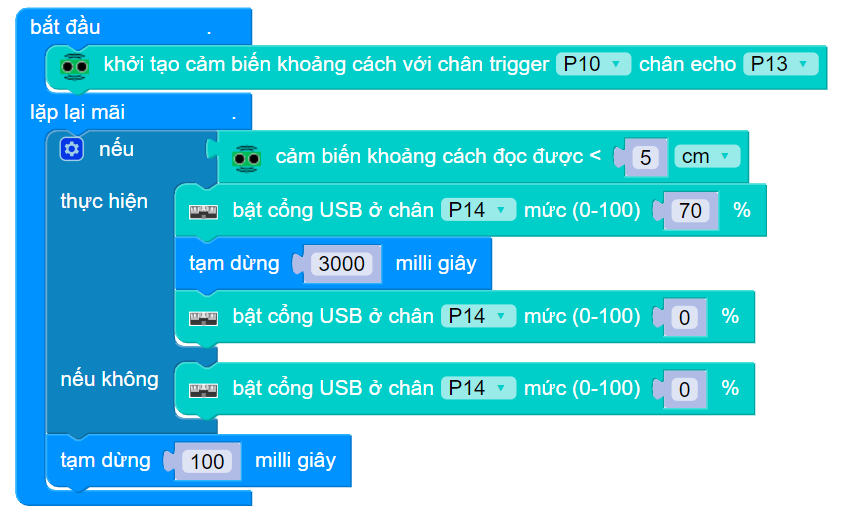 bắt đầu .
khởi tạo cảm biến khoảng cách với chân trigger P10 chân echo P13
lặp lại mãi .
nếu cảm biến khoảng cách đọc được < 5 cm
thực hiện bật cổng USB ở chân P14 mức (0-100) 70 %
tạm dừng 3000 milli giây
bật cổng USB ở chân P14 mức (0-100) 0 %
nếu không bật cổng USB ở chân P14 mức (0-100) 0 %
tạm dừng 100 milli giây